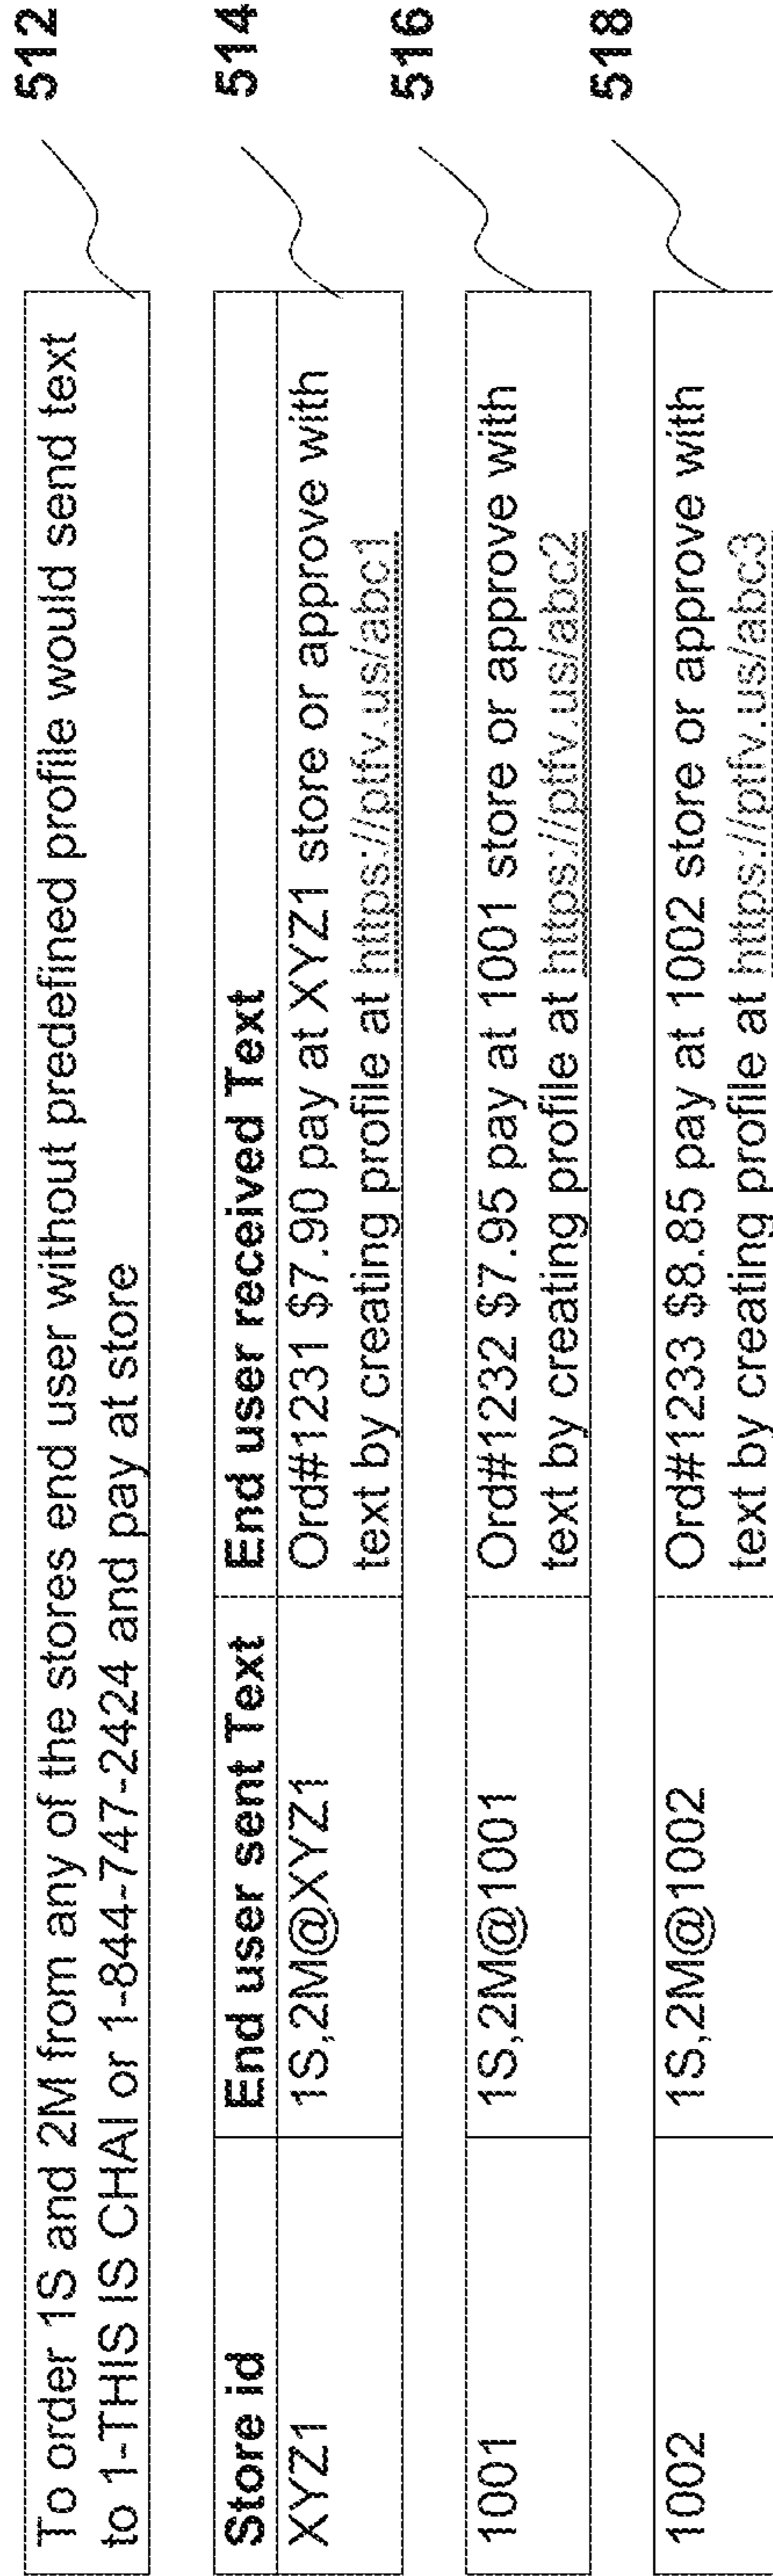 To order 1S and 2M from any of the stores end user without predefined profile would send text
to 1-THIS IS CHAI or 1-844-747-2424 and pay at store
512
Store id End user sent Text End user received Text
XYZ1 1S,2M@XYZ1 Ord#1231 $7.90 pay at XYZ1 store or approve with
text by creating profile at https://ptfv.us/abc1
514
1001 1S,2M@1001 Ord#1232 $7.95 pay at 1001 store or approve with
text by creating profile at https://ptfv.us/abc2
516
1002 1S,2M@1002 Ord#1233 $8.85 pay at 1002 store or approve with
text by creating profile at https://ptfv.us/abc3
518